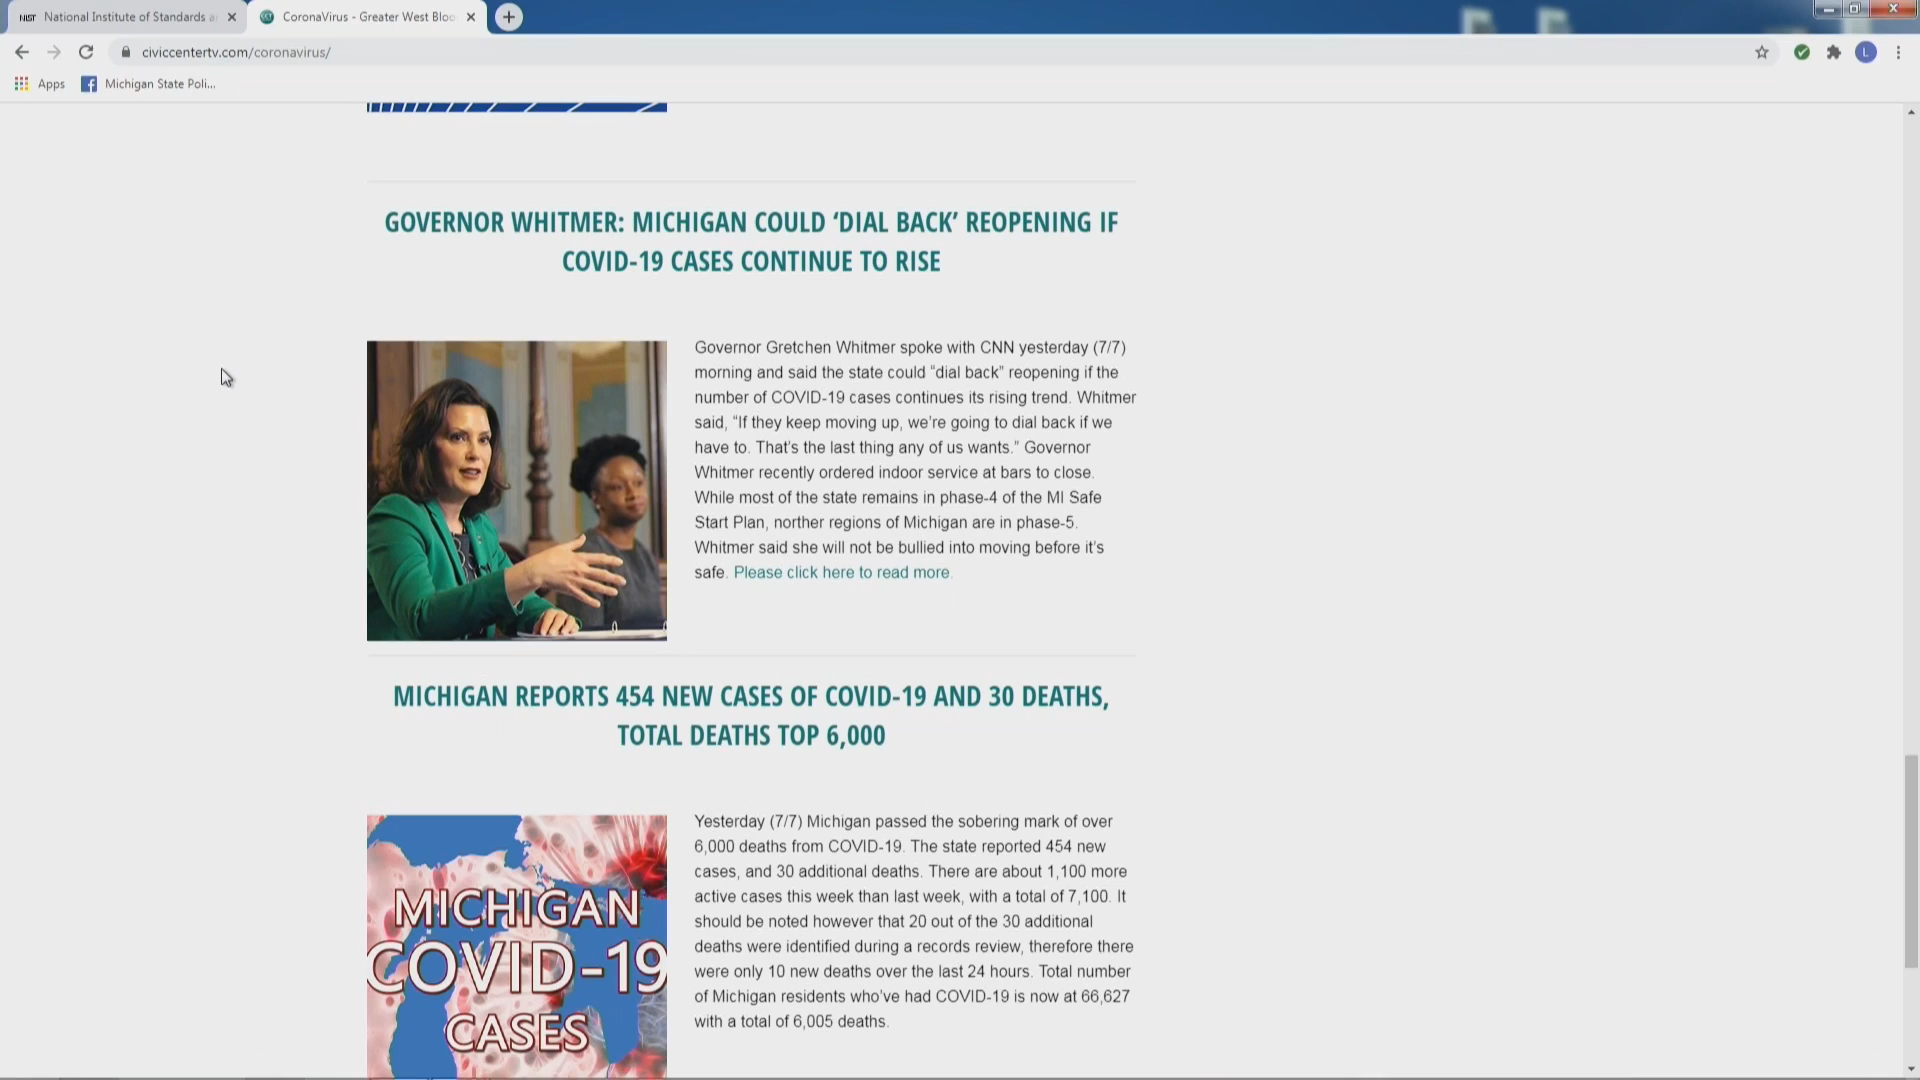 NIST National Institute of Standards a
CoronaVirus - Greater West Bloo
civiccentertv.com/coronavirus/
L
Apps
Michigan State Poli...
GOVERNOR WHITMER: MICHIGAN COULD ‘DIAL BACK’ REOPENING IF
COVID-19 CASES CONTINUE TO RISE
Governor Gretchen Whitmer spoke with CNN yesterday (7/7)
morning and said the state could “dial back” reopening if the
number of COVID-19 cases continues its rising trend. Whitmer
said, “If they keep moving up, we’re going to dial back if we
have to. That’s the last thing any of us wants.” Governor
Whitmer recently ordered indoor service at bars to close.
While most of the state remains in phase-4 of the MI Safe
Start Plan, norther regions of Michigan are in phase-5.
Whitmer said she will not be bullied into moving before it’s
safe. Please click here to read more.
MICHIGAN REPORTS 454 NEW CASES OF COVID-19 AND 30 DEATHS,
TOTAL DEATHS TOP 6,000
Yesterday (7/7) Michigan passed the sobering mark of over
6,000 deaths from COVID-19. The state reported 454 new
cases, and 30 additional deaths. There are about 1,100 more
active cases this week than last week, with a total of 7,100. It
should be noted however that 20 out of the 30 additional
deaths were identified during a records review, therefore there
were only 10 new deaths over the last 24 hours. Total number
of Michigan residents who’ve had COVID-19 is now at 66,627
with a total of 6,005 deaths.
MICHIGAN
COVID-19
CASES